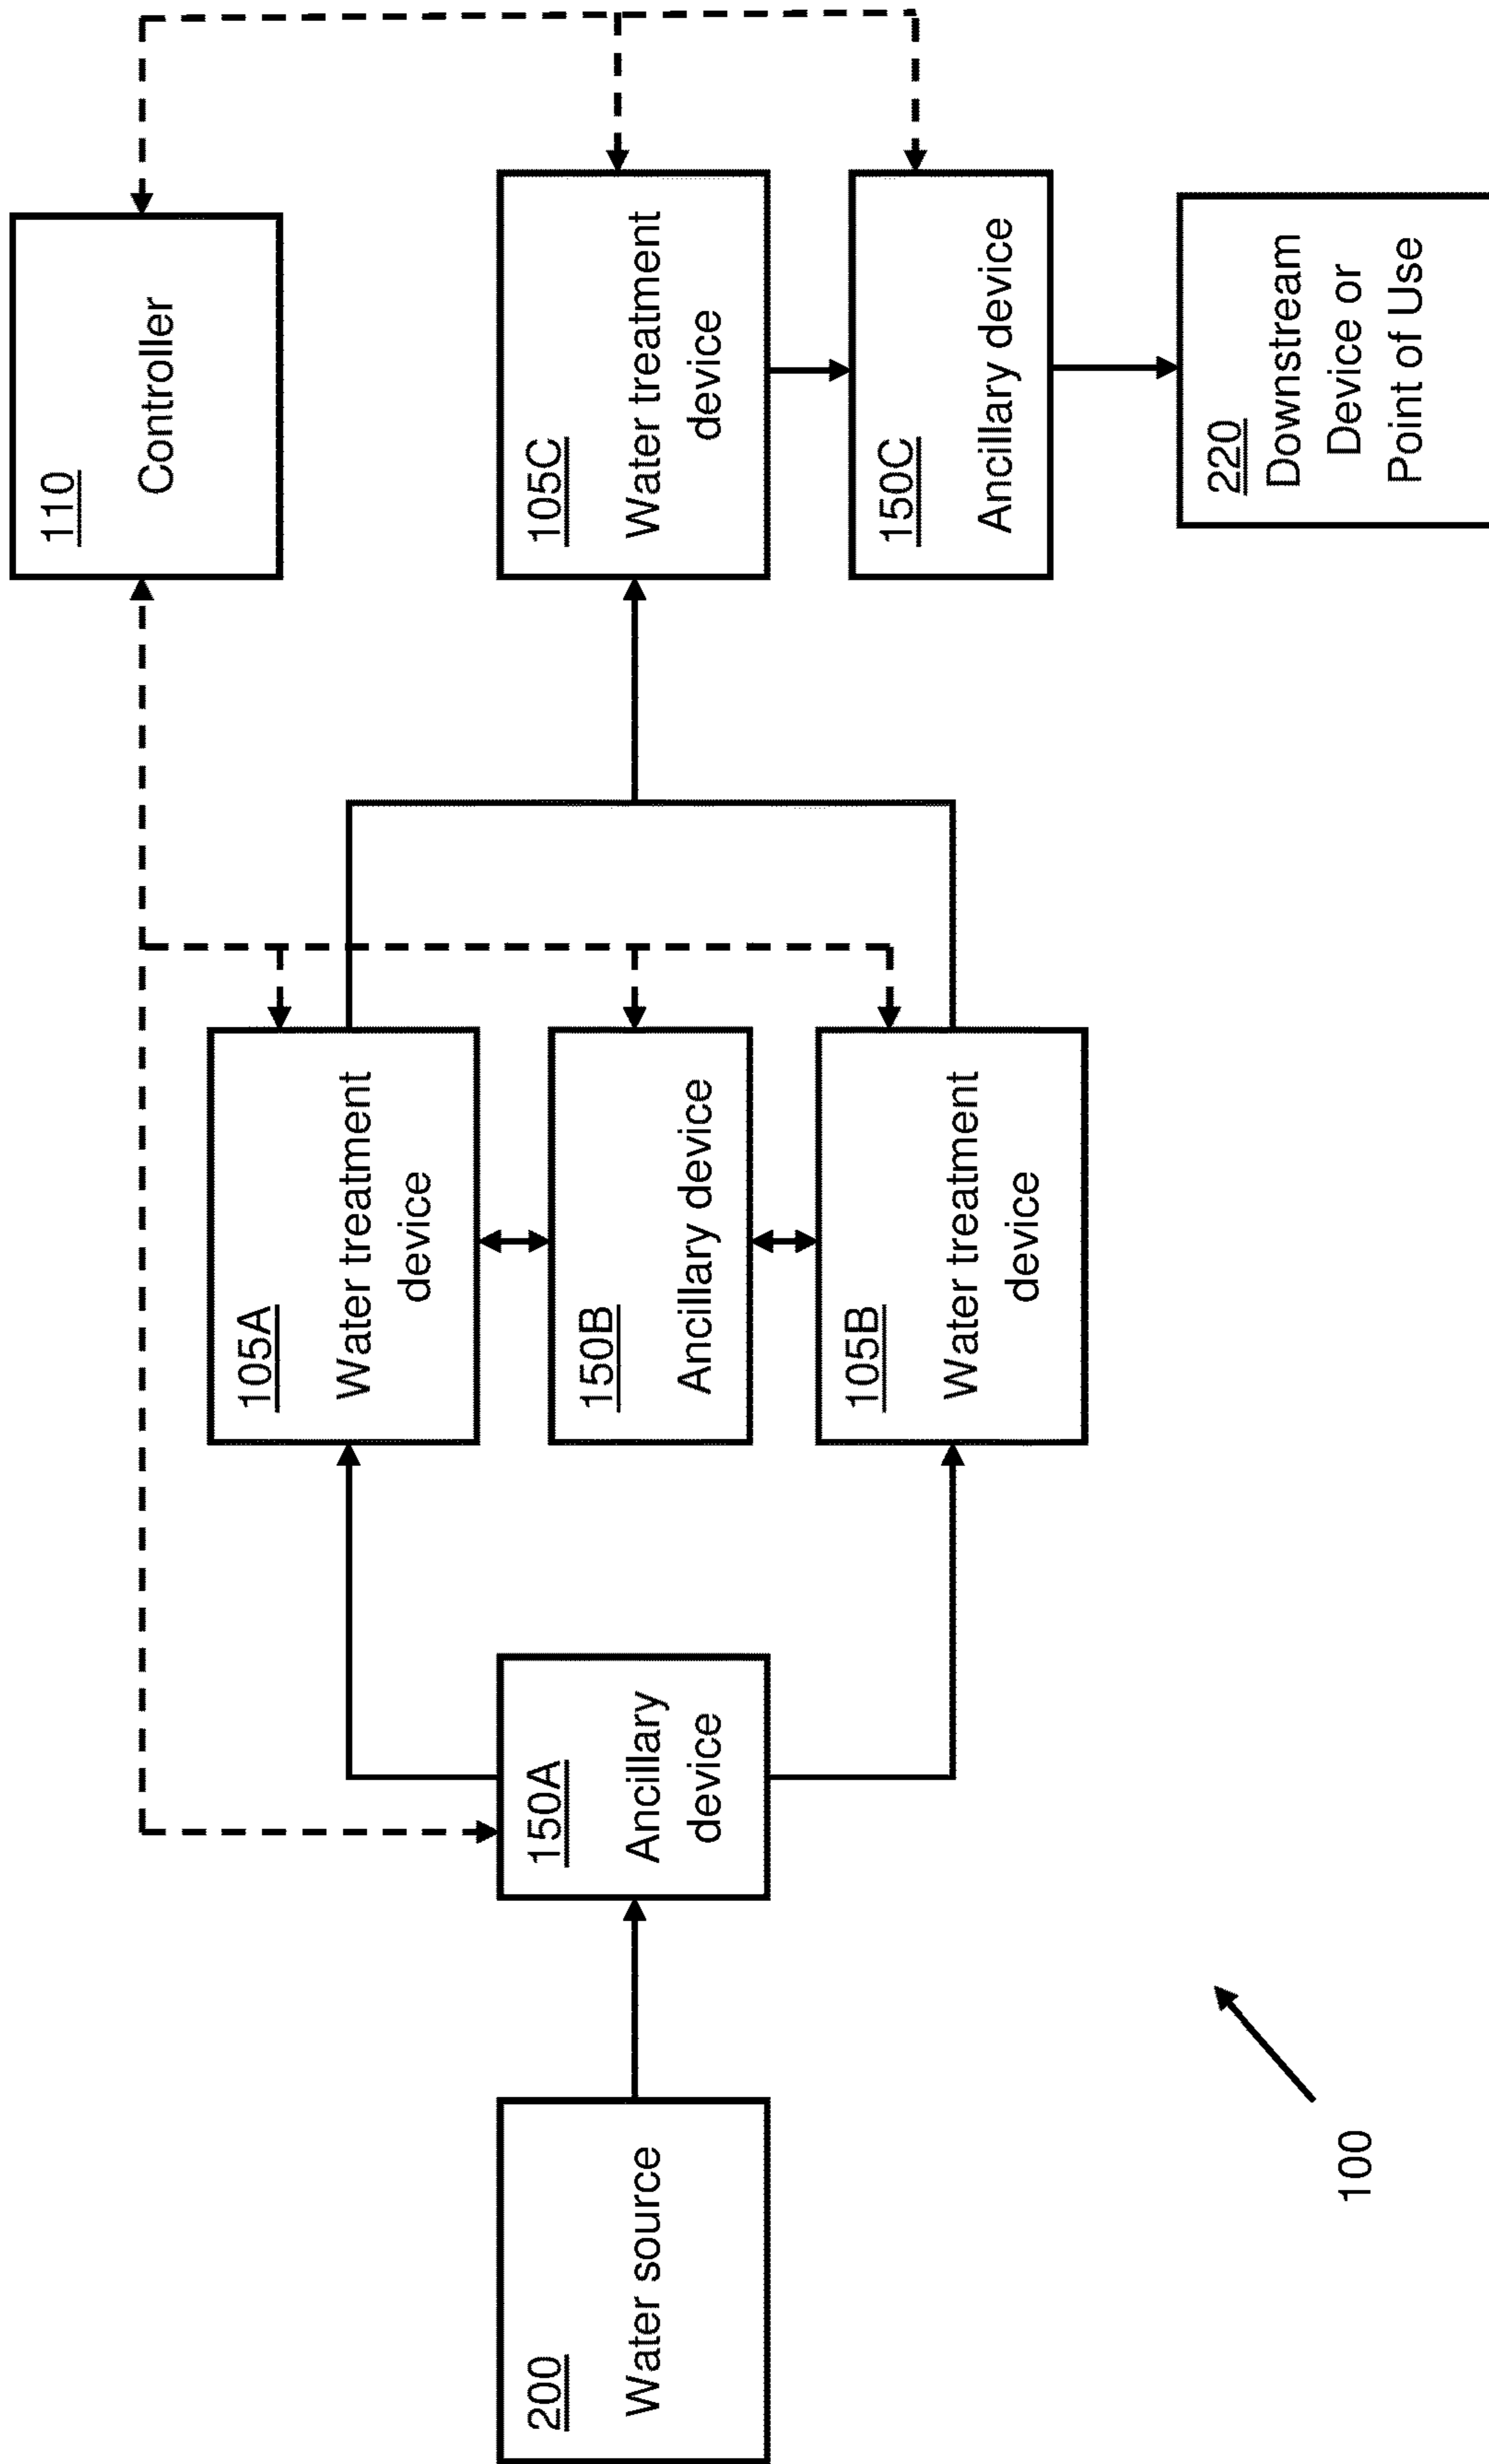 110
Controller
105A
Water treatment
device
200
Water source
150A
Ancillary
device
150B
Ancillary device
105B
Water treatment
device
105C
Water treatment
device
150C
Ancillary device
220
Downstream
Device or
Point of Use
100